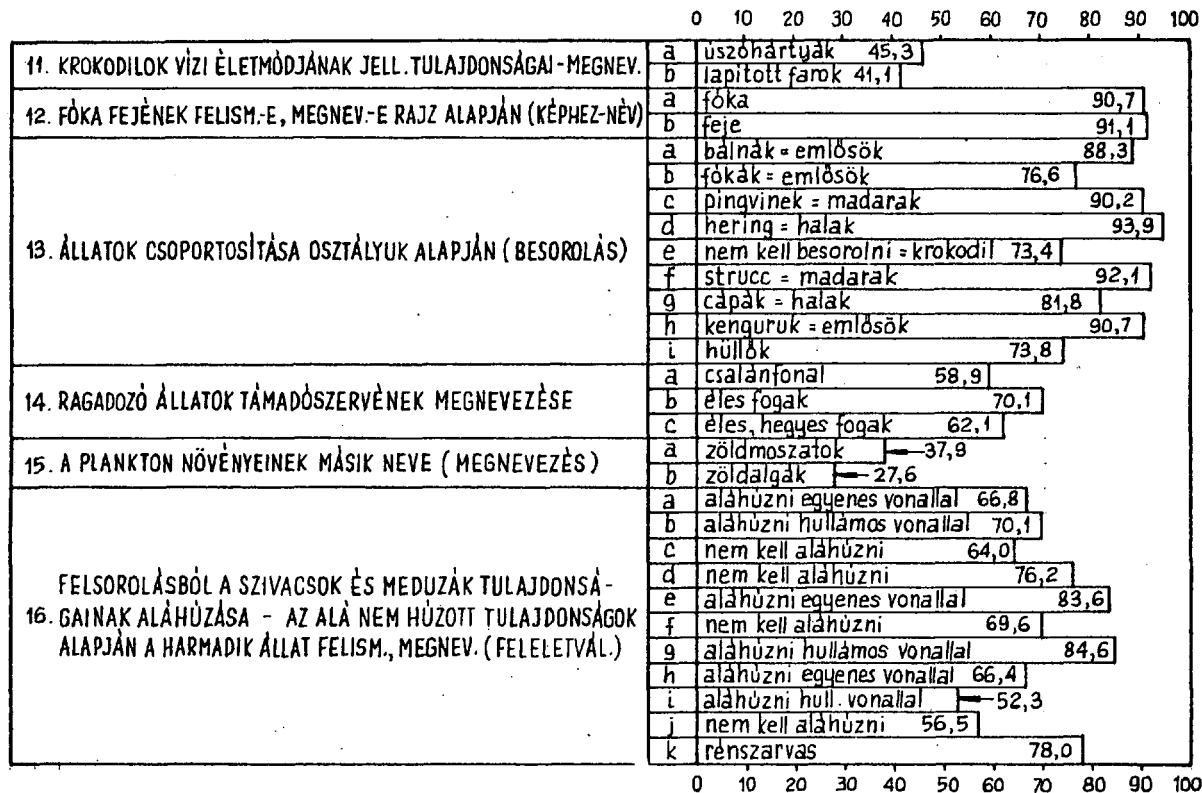 0 10 20 30 40 50 60 70 80 90 100
11. KROKODILOK VÍZI ÉLETMÓDJÁNAK JELL. TULAJDONSÁGAI - MEGNEV.
a úszóhártyák 45,3
b lapított farok 41,1
12. FÓKA FEJÉNEK FELISM.-E, MEGNEV.-E RAJZ ALAPJÁN (KÉPHEZ-NÉV)
a fóka 90,7
b feje 91,1
13. ÁLLATOK CSOPORTOSÍTÁSA OSZTÁLYUK ALAPJÁN (BESOROLÁS)
a bálnák = emlősök 88,3
b fókák = emlősök 76,6
c pingvinek = madarak 90,2
d hering = halak 93,9
e nem kell besorolni = krokodil 73,4
f strucc = madarak 92,1
g cápák = halak 81,8
h kenguruk = emlősök 90,7
i hüllők 73,8
14. RAGADOZÓ ÁLLATOK TÁMADÓSZERVÉNEK MEGNEVEZÉSE
a csalánfonal 58,9
b éles fogak 70,1
c éles, hegyes fogak 62,1
15. A PLANKTON NÖVÉNYEINEK MÁSIK NEVE (MEGNEVEZÉS)
a zöldmoszatok 37,9
b zöldalgák 27,6
16. FELSOROLÁSBÓL A SZIVACSOK ÉS MEDUZÁK TULAJDONSÁ-
GAINAK ALÁHÚZÁSA - AZ ALÁ NEM HÚZOTT TULAJDONSÁGOK
ALAPJÁN A HARMADIK ÁLLAT FELISM., MEGNEV. (FELELETVÁL.)
a aláhúzni egyenes vonallal 66,8
b aláhúzni hullámos vonallal 70,1
c nem kell aláhúzni 64,0
d nem kell aláhúzni 76,2
e aláhúzni egyenes vonallal 83,6
f nem kell aláhúzni 69,6
g aláhúzni hullámos vonallal 84,6
h aláhúzni egyenes vonallal 66,4
i aláhúzni hull. vonallal 52,3
j nem kell aláhúzni 56,5
k rénszarvas 78,0
0 10 20 30 40 50 60 70 80 90 100